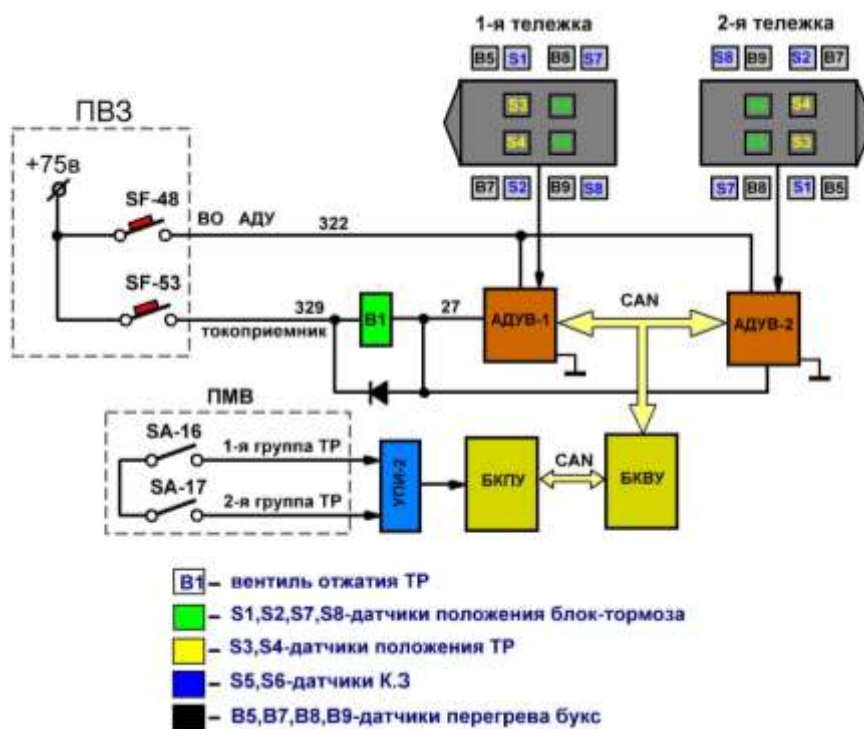 1-я тележка
2-я тележка
B5 S1 B8 S7
S8 B9 S2 B7
S3
S4
S4
S3
B7 S2 B9 S8
S7 B8 S1 B5
ПВЗ
+75в
SF-48
ВО АДУ 322
SF-53
329
токоприемник
B1
27
АДУВ-1
CAN
АДУВ-2
ПМВ
SA-16
1-я группа ТР
SA-17
2-я группа ТР
УПИ-2
БКПУ
CAN
БКВУ
B1 – вентиль отжатия ТР
– S1,S2,S7,S8-датчики положения блок-тормоза
– S3,S4-датчики положения ТР
– S5,S6-датчики К.З
– B5,B7,B8,B9-датчики перегрева букс